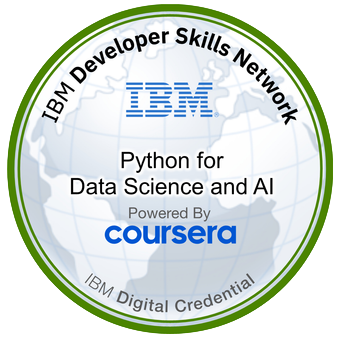 IBM Developer Skills Network
IBM
Python for
Data Science and AI
Powered By
coursera
IBM Digital Credential